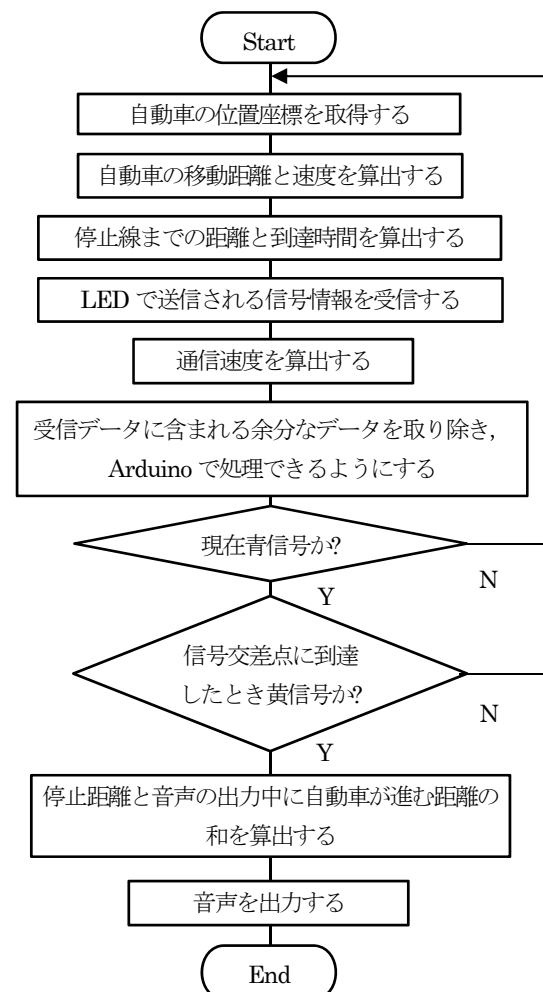 Start
自動車の位置座標を取得する
自動車の移動距離と速度を算出する
停止線までの距離と到達時間を算出する
LED で送信される信号情報を受信する
通信速度を算出する
受信データに含まれる余分なデータを取り除き,
Arduino で処理できるようにする
現在青信号か?
N
Y
信号交差点に到達
したとき黄信号か?
N
Y
停止距離と音声の出力中に自動車が進む距離の
和を算出する
音声を出力する
End